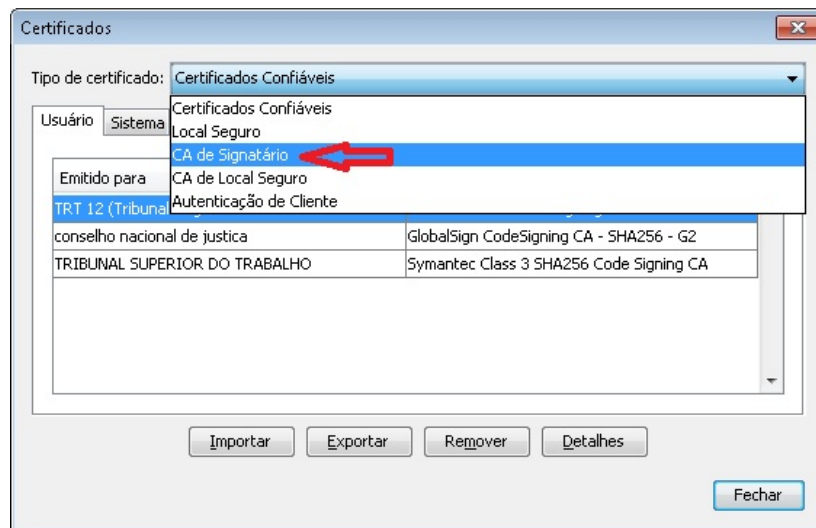 Certificados
Tipo de certificado: Certificados Confiáveis
Certificados Confiáveis
Local Seguro
CA de Signatário
CA de Local Seguro
Autenticação de Cliente
Usuário Sistema
Emitido para
TRT 12 (Tribunal
conselho nacional de justica GlobalSign CodeSigning CA - SHA256 - G2
TRIBUNAL SUPERIOR DO TRABALHO Symantec Class 3 SHA256 Code Signing CA
Importar Exportar Remover Detalhes
Fechar